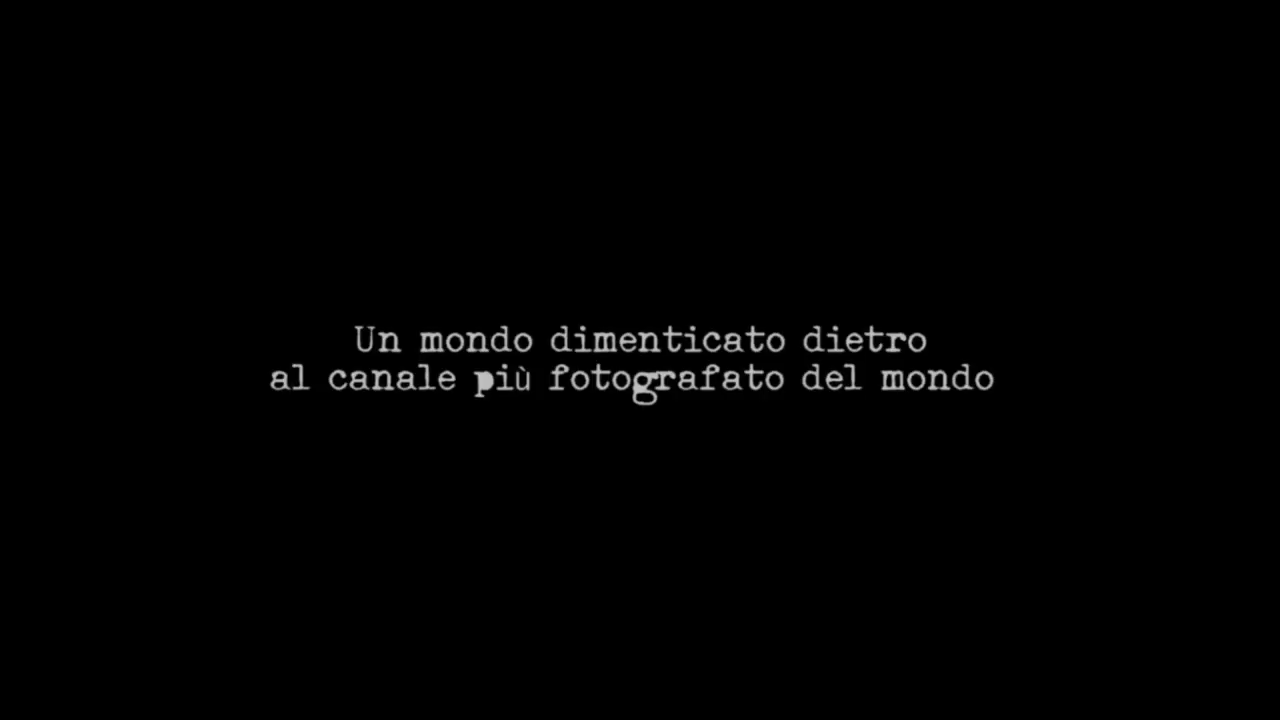 Un mondo dimenticato dietro
al canale più fotografato del mondo